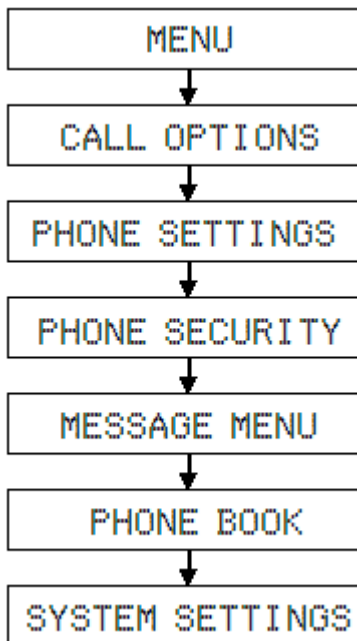 MENU
CALL OPTIONS
PHONE SETTINGS
PHONE SECURITY
MESSAGE MENU
PHONE BOOK
SYSTEM SETTINGS